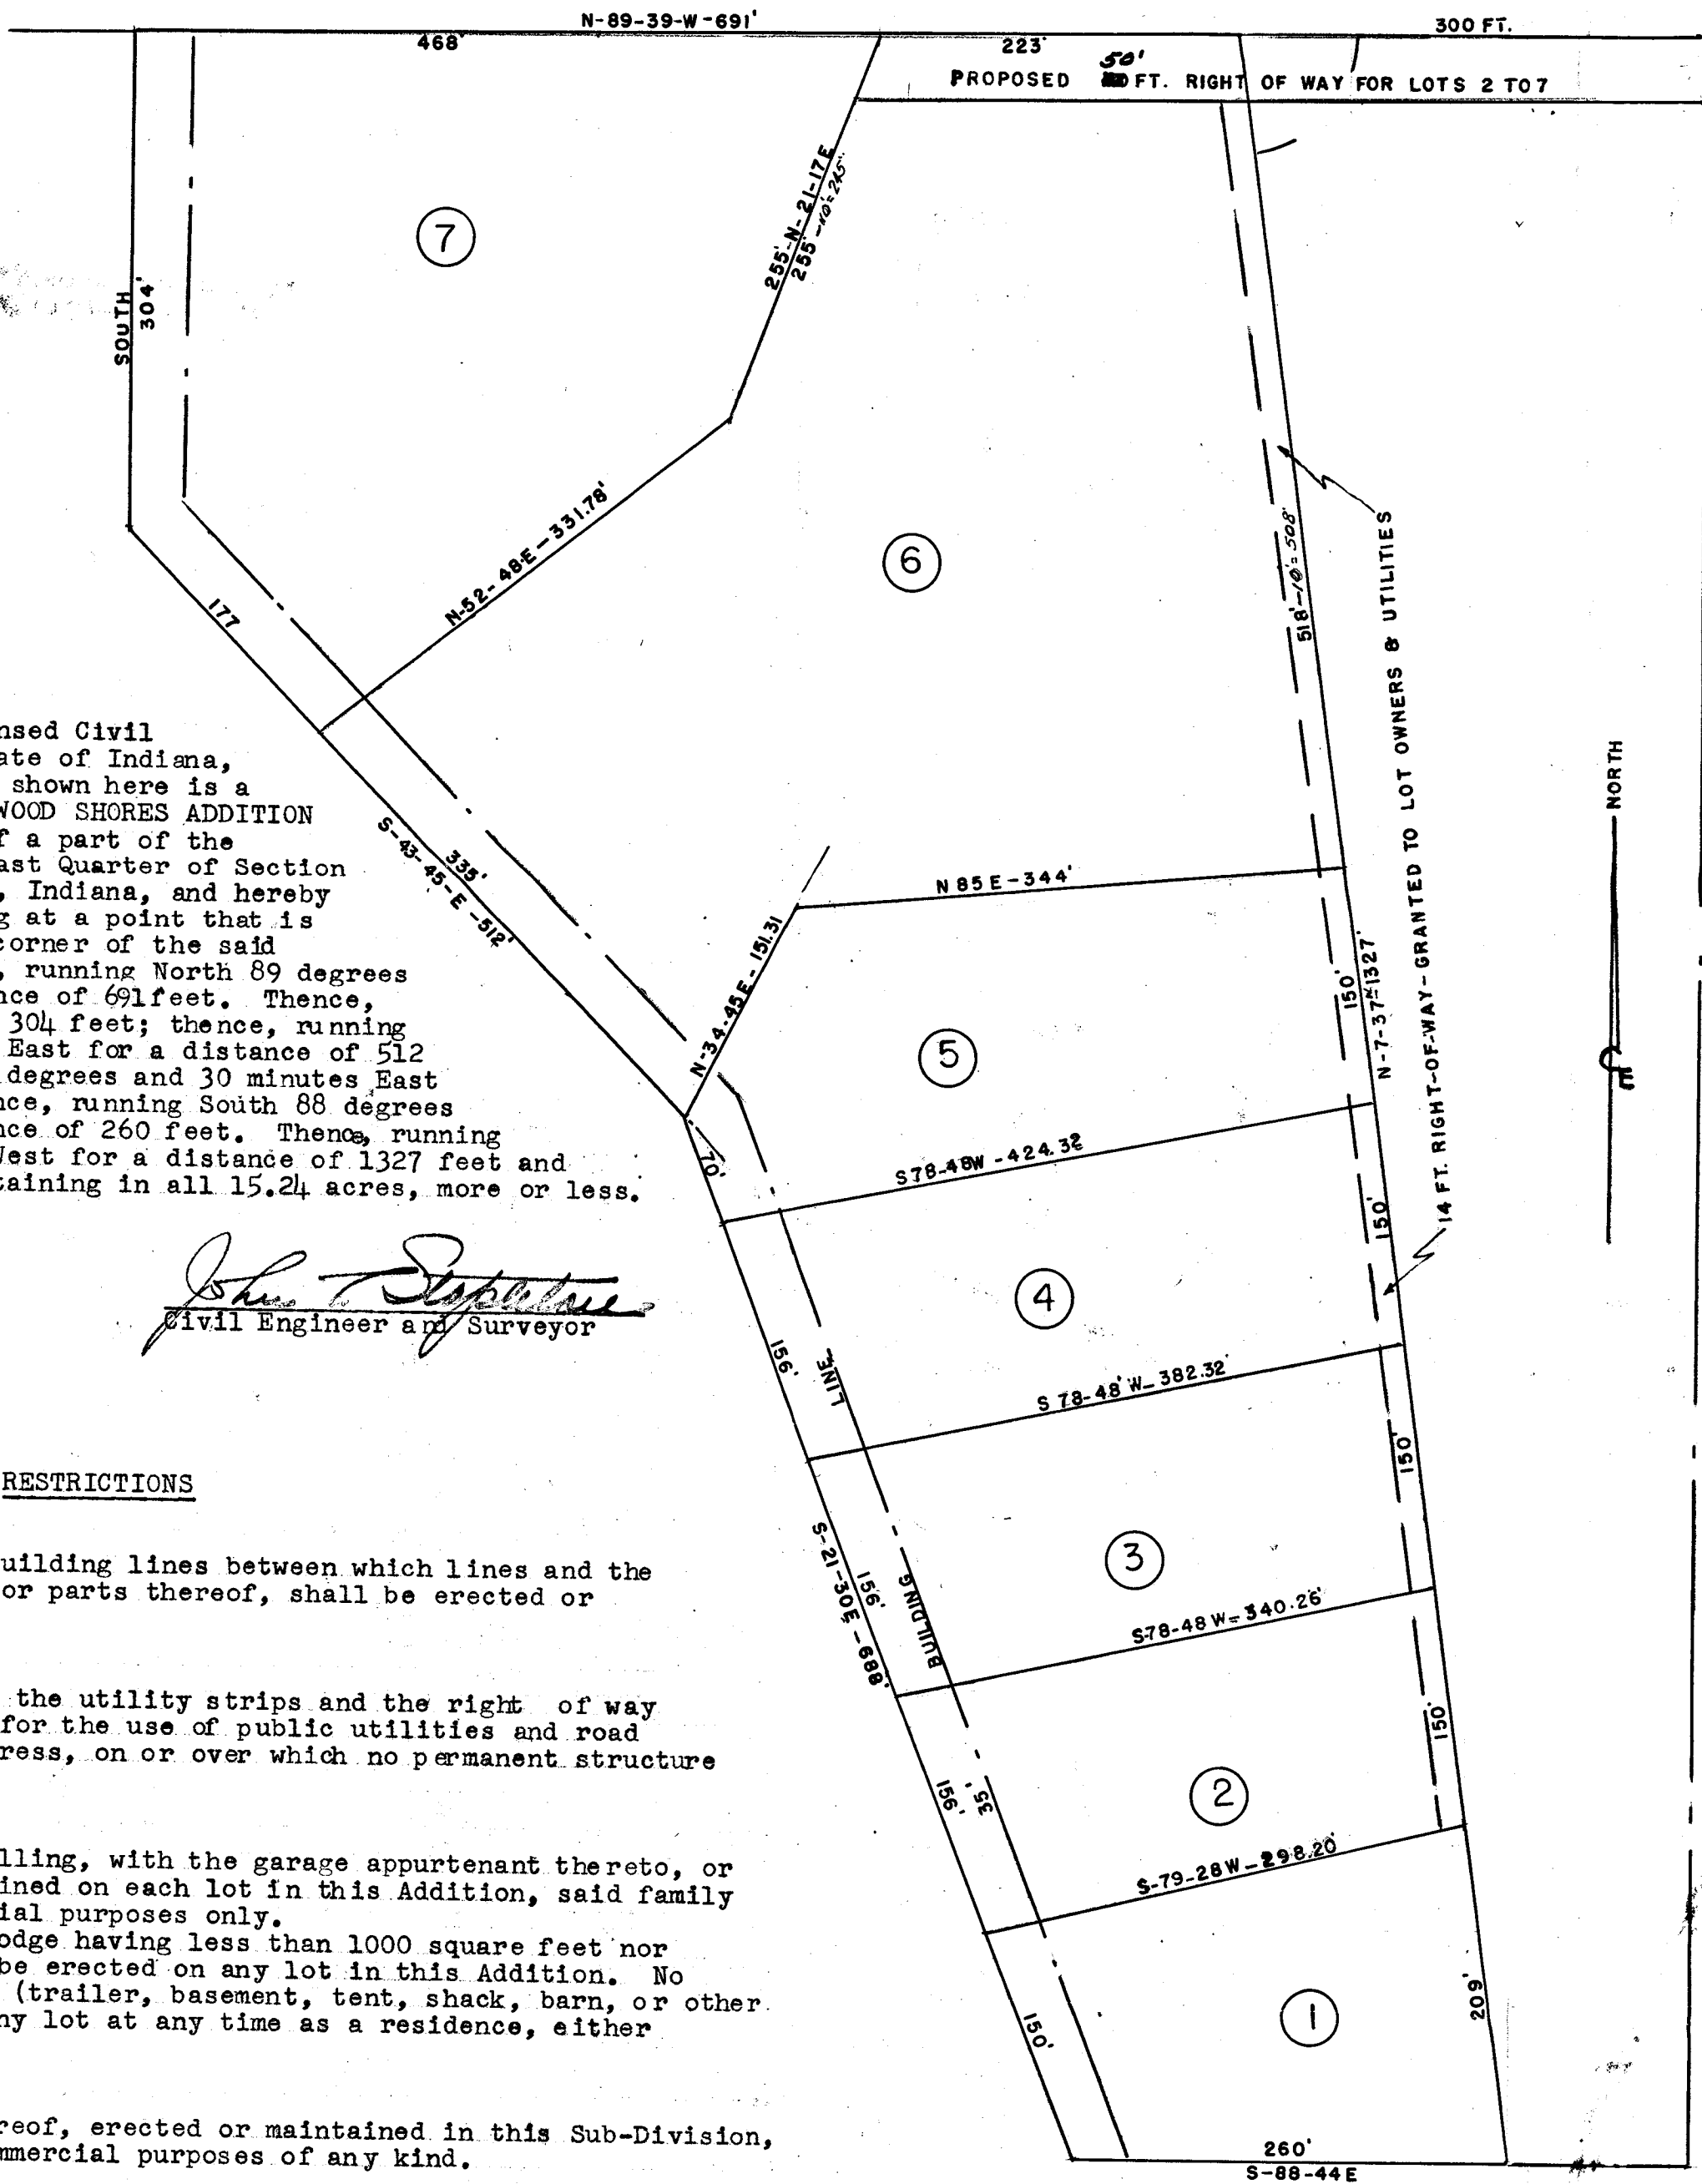 N-89-39-W-691'
468'
223'
300 FT.
50'
PROPOSED FT. RIGHT OF WAY FOR LOTS 2 TO 7
255'-N-21-17E
255'-10'=245'
7
SOUTH
304'
N-52-48-E-331.78'
6
518'-10'=508'
14 FT. RIGHT-OF-WAY-GRANTED TO LOT OWNERS & UTILITIES
177
335'
S-43-45-E-512'
N 85 E-344'
N-34-45E-151.31
5
150'
N-7-37-W-1327'
NORTH
nsed Civil
ate of Indiana,
shown here is a
WOOD SHORES ADDITION
f a part of the
ast Quarter of Section
, Indiana, and hereby
g at a point that is
corner of the said
, running North 89 degrees
nce of 691feet. Thence,
304 feet; thence, running
East for a distance of 512
degrees and 30 minutes East
nce, running South 88 degrees
nce of 260 feet. Thence, running
West for a distance of 1327 feet and
taining in all 15.24 acres, more or less.
70'
S78-48W-424.32
150'
4
156'
LINE
S 78-48' W-382.32'
Civil Engineer and Surveyor
150'
3
S-21-30E-688'
156'
BUILDING
S-78-48 W-340.26'
RESTRICTIONS
uilding lines between which lines and the
or parts thereof, shall be erected or
the utility strips and the right of way
for the use of public utilities and road
ress, on or over which no permanent structure
150'
2
156'
35'
S-79-28W-298.20'
lling, with the garage appurtenant thereto, or
ined on each lot in this Addition, said family
ial purposes only.
odge having less than 1000 square feet nor
be erected on any lot in this Addition. No
(trailer, basement, tent, shack, barn, or other
ny lot at any time as a residence, either
1
209'
150'
reof, erected or maintained in this Sub-Division,
mmercial purposes of any kind.
260'
S-88-44E